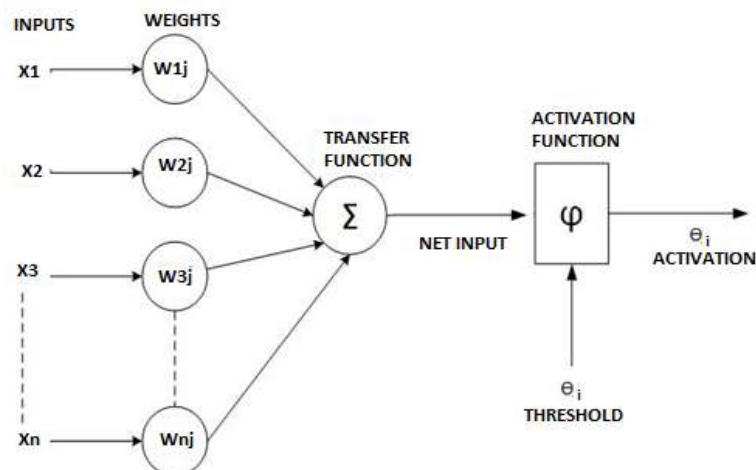 INPUTS
WEIGHTS
X1
W1j
X2
W2j
X3
W3j
Xn
Wnj
TRANSFER
FUNCTION
Σ
NET INPUT
ACTIVATION
FUNCTION
φ
Θi
ACTIVATION
Θi
THRESHOLD